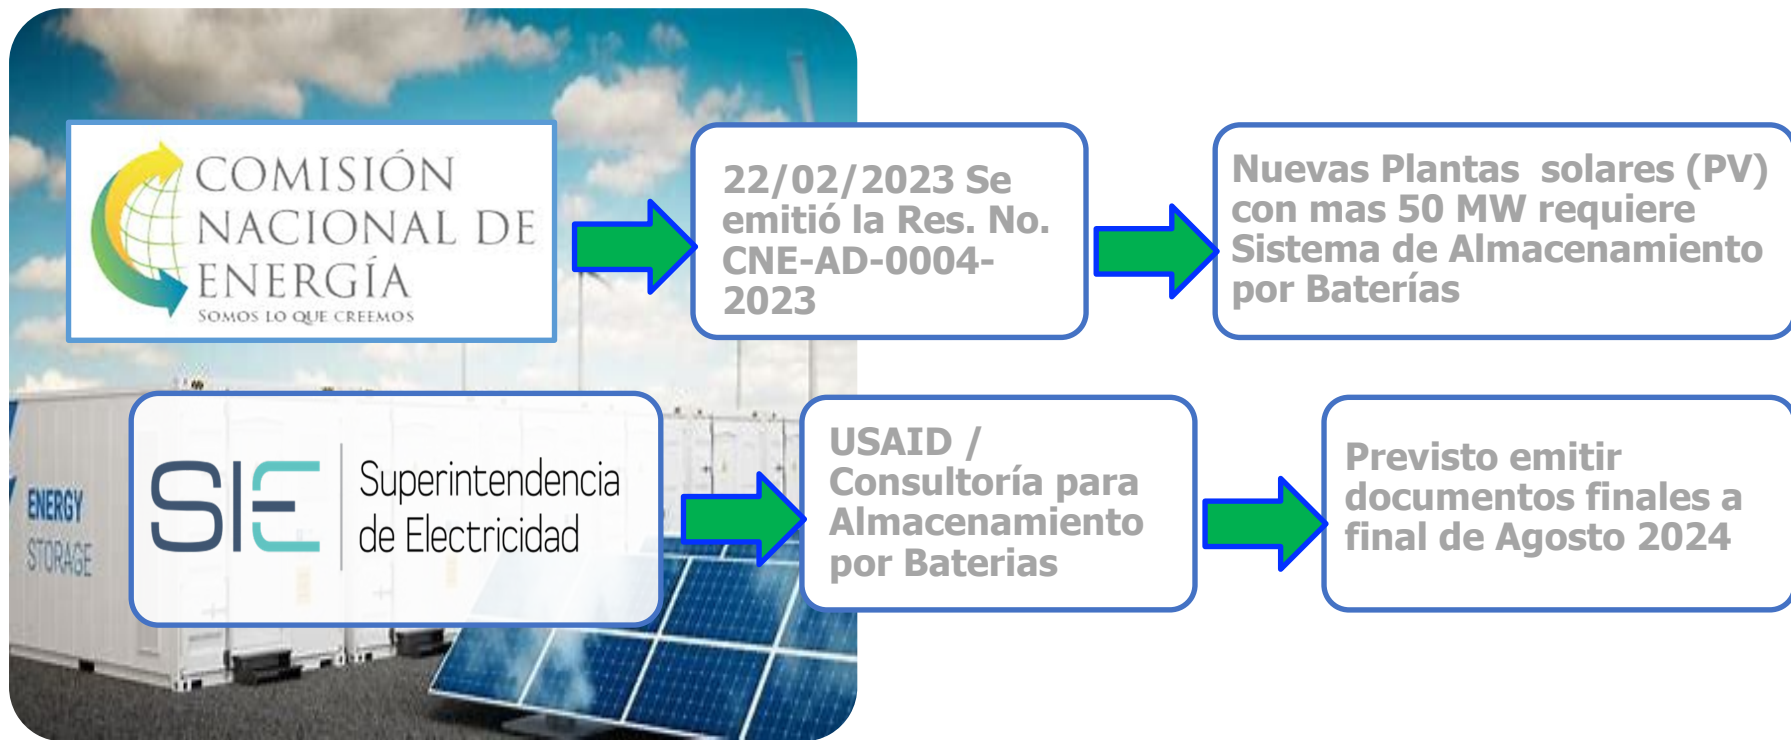 COMISIÓN
NACIONAL DE
ENERGÍA
SOMOS LO QUE CREEMOS
22/02/2023 Se
emitió la Res. No.
CNE-AD-0004-
2023
Nuevas Plantas solares (PV)
con mas 50 MW requiere
Sistema de Almacenamiento
por Baterías
ENERGY
STORAGE
SIE
Superintendencia
de Electricidad
USAID /
Consultoría para
Almacenamiento
por Baterias
Previsto emitir
documentos finales a
final de Agosto 2024